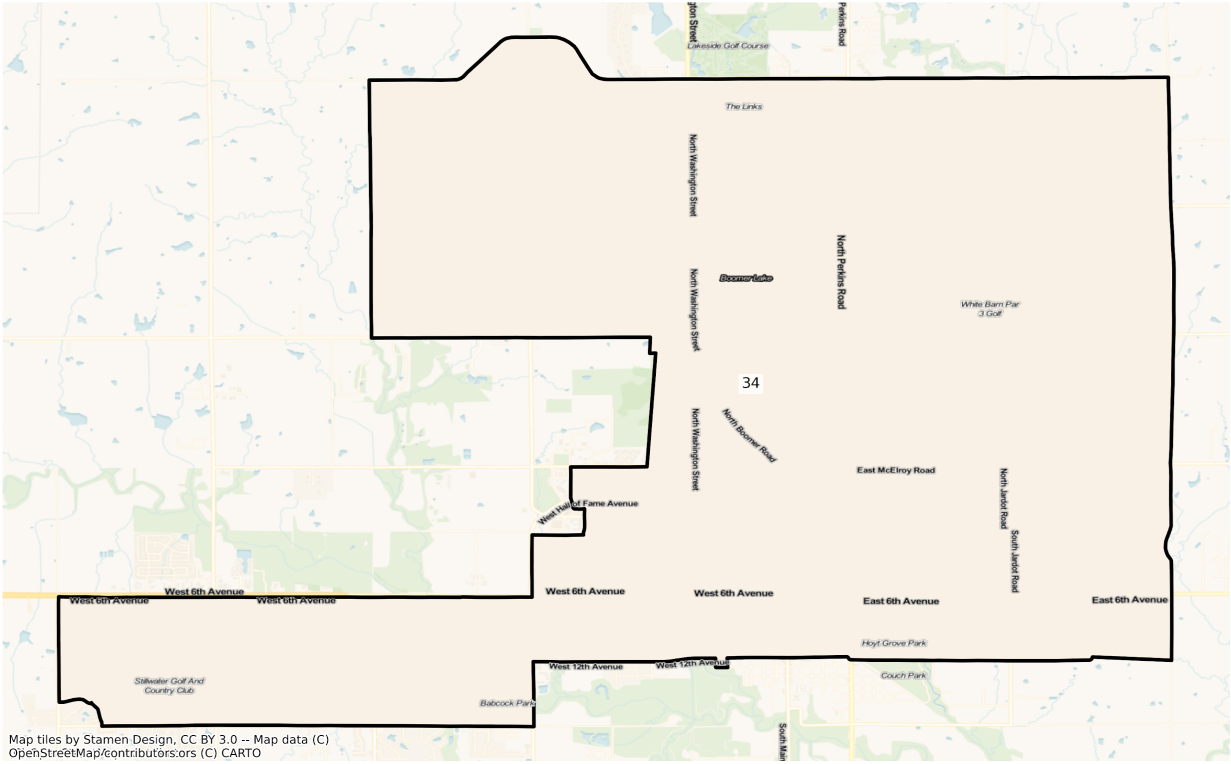 gton Street
Perkins Road
Lakeside Golf Course
The Links
North Washington Street
North Perkins Road
North Washington Street
Boomer Lake
White Barn Par
3 Golf
34
North Washington Street
North Boomer Road
East McElroy Road
North Jardot Road
West Hall of Fame Avenue
South Jardot Road
West 6th Avenue
West 6th Avenue
West 6th Avenue
West 6th Avenue
West 6th Avenue
East 6th Avenue
East 6th Avenue
Hoyt Grove Park
West 12th Avenue
West 12th Avenue
Couch Park
Stillwater Golf And
Country Club
Babcock Park
South Main
Map tiles by Stamen Design, CC BY 3.0 -- Map data (C)
OpenStreetMap contributors.ors (C) CARTO